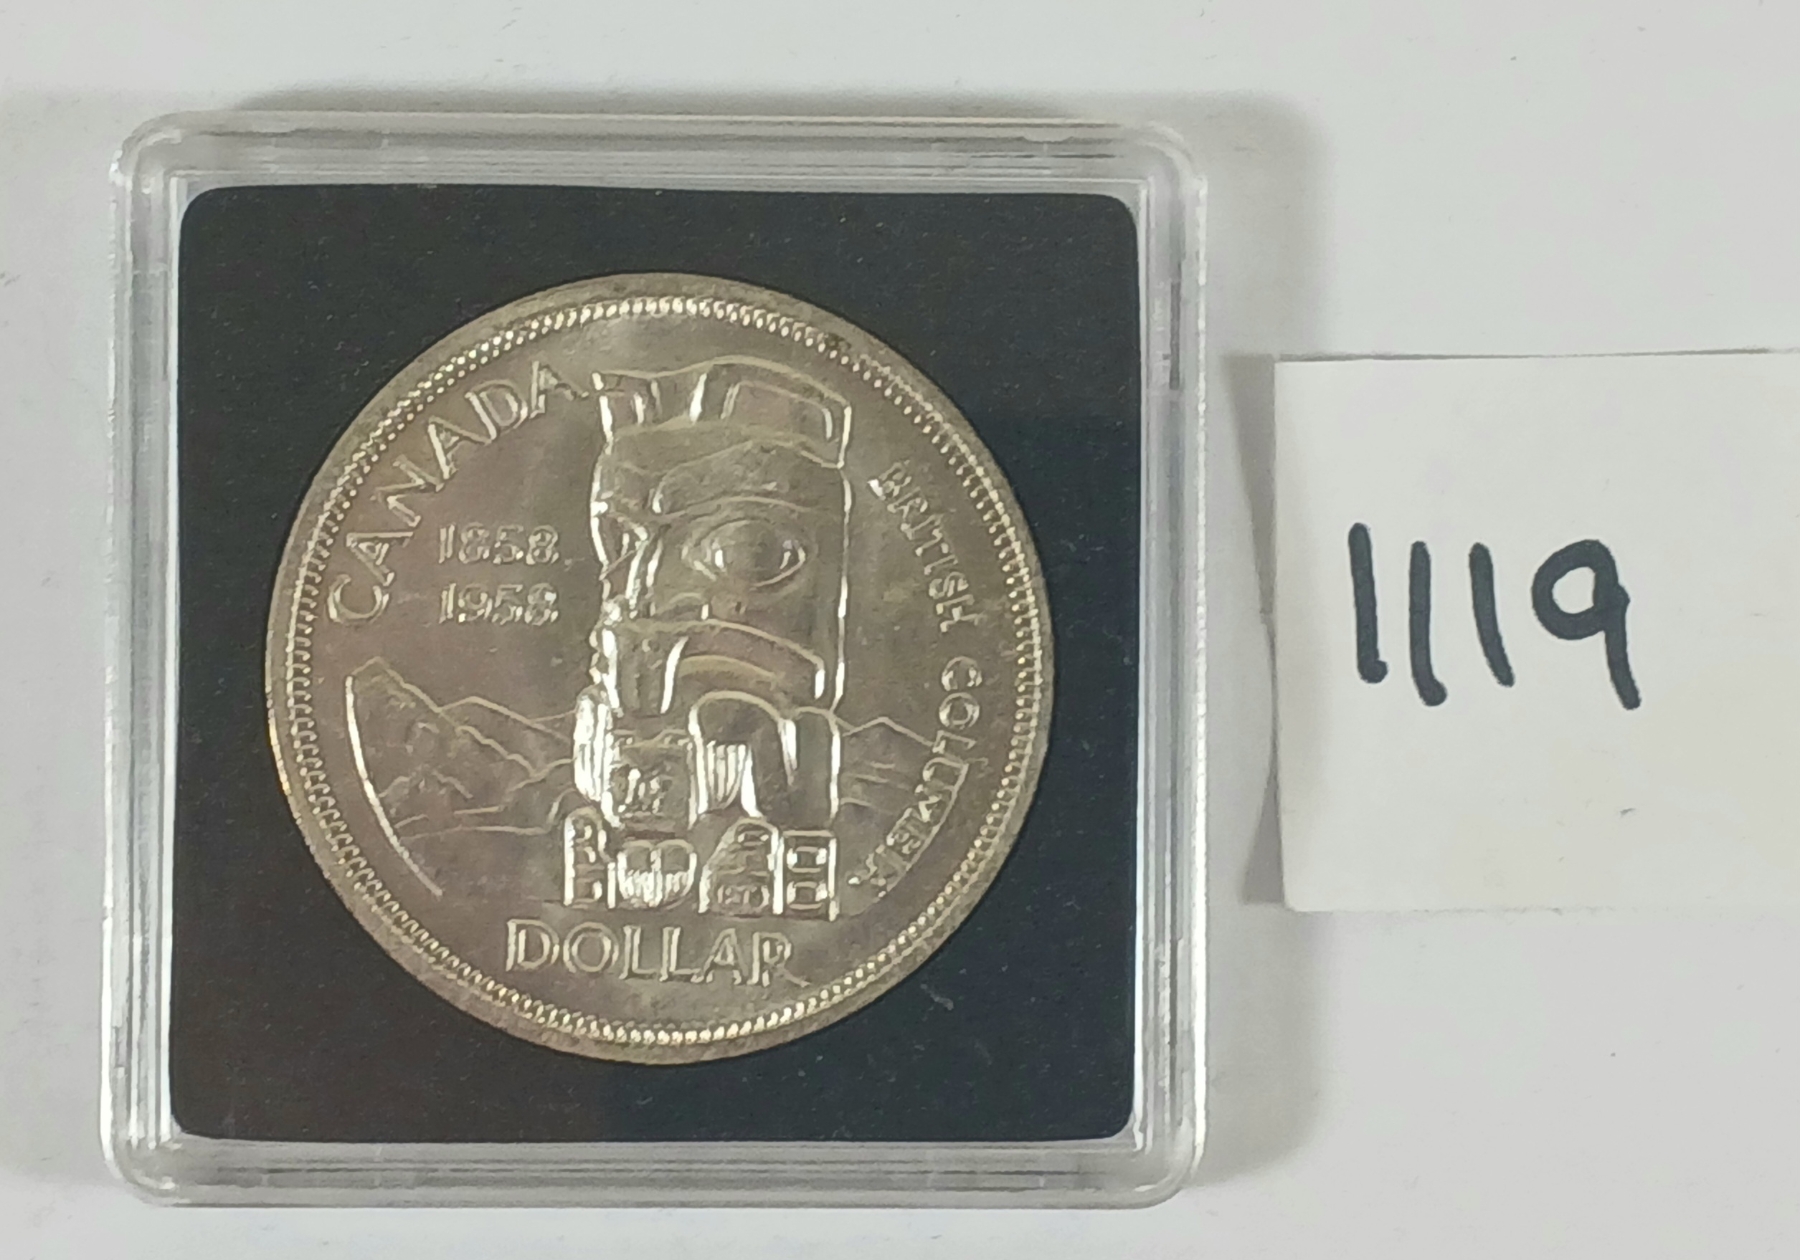 CANADA
1858
1958
BRITISH COLUMBIA
DOLLAR
1119